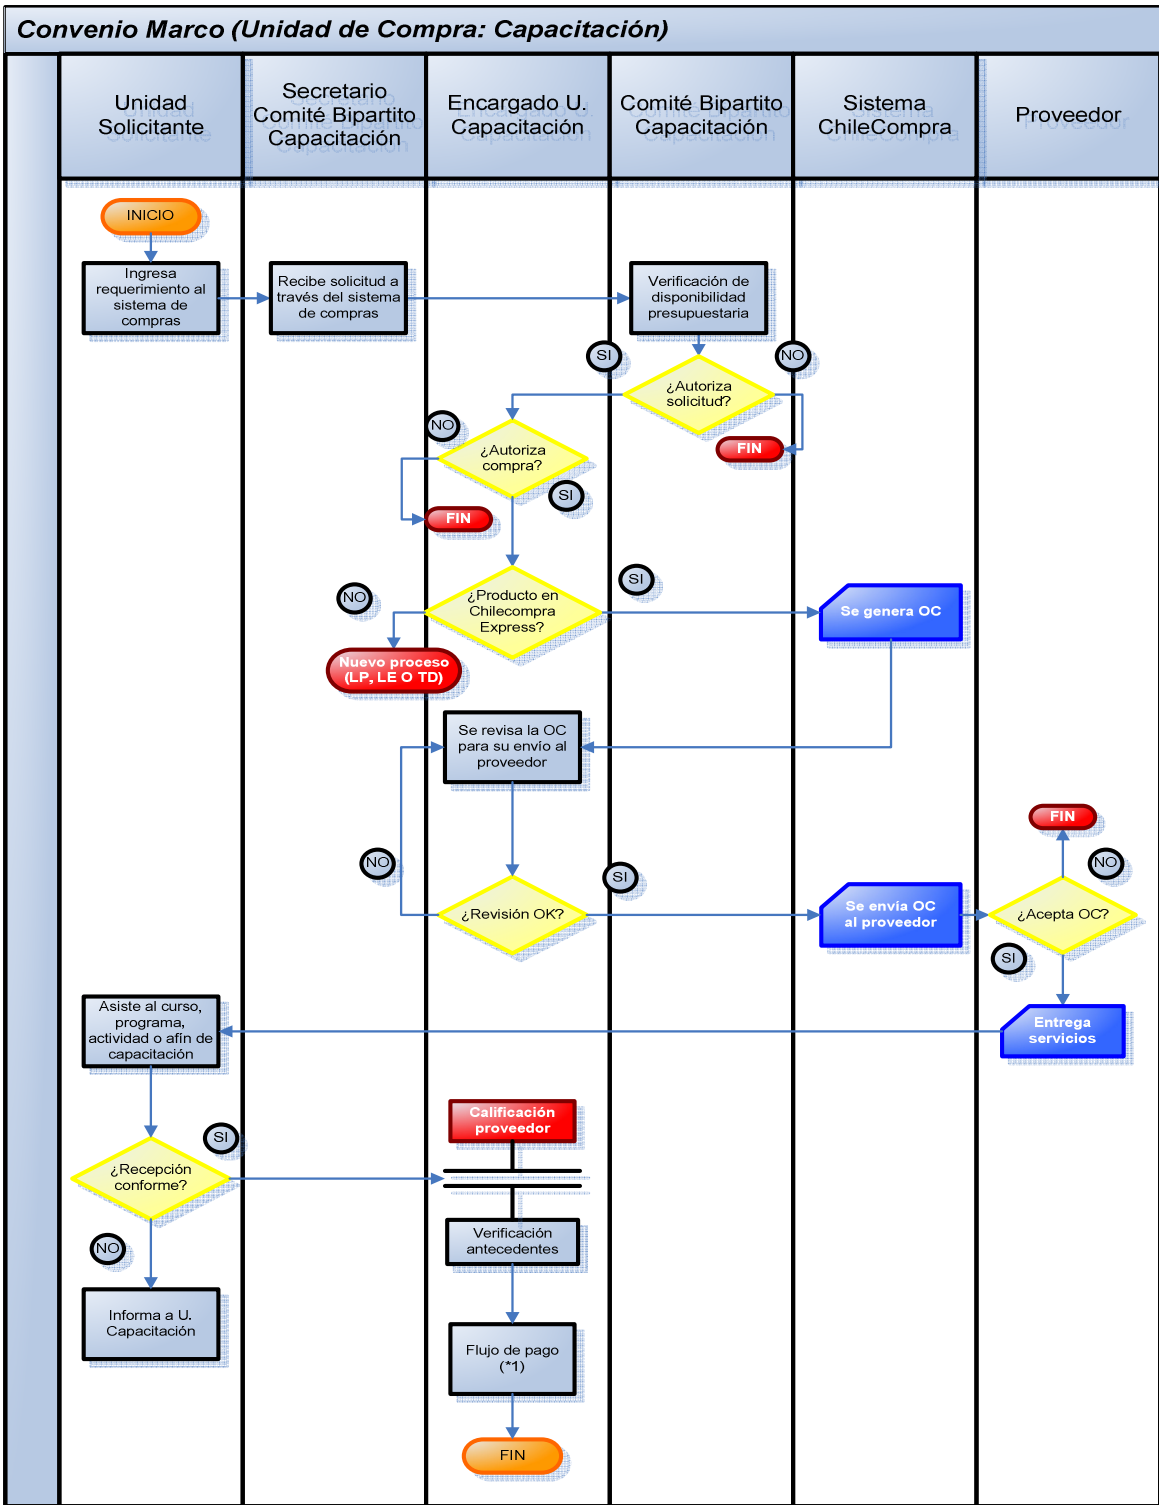 Convenio Marco (Unidad de Compra: Capacitación)
Unidad
Solicitante
Secretario
Comité Bipartito
Capacitación
Encargado U.
Capacitación
Comité Bipartito
Capacitación
Sistema
ChileCompra
Proveedor
INICIO
Ingresa
requerimiento al
sistema de
compras
Recibe solicitud a
través del sistema
de compras
Verificación de
disponibilidad
presupuestaria
SI
NO
¿Autoriza
solicitud?
FIN
NO
¿Autoriza
compra?
SI
FIN
NO
¿Producto en
Chilecompra
Express?
SI
Se genera OC
Nuevo proceso
(LP, LE O TD)
Se revisa la OC
para su envío al
proveedor
FIN
NO
NO
SI
¿Revisión OK?
Se envía OC
al proveedor
¿Acepta OC?
SI
Asiste al curso,
programa,
actividad o afín de
capacitación
Entrega
servicios
SI
Calificación
proveedor
¿Recepción
conforme?
NO
Verificación
antecedentes
Informa a U.
Capacitación
Flujo de pago
(*1)
FIN